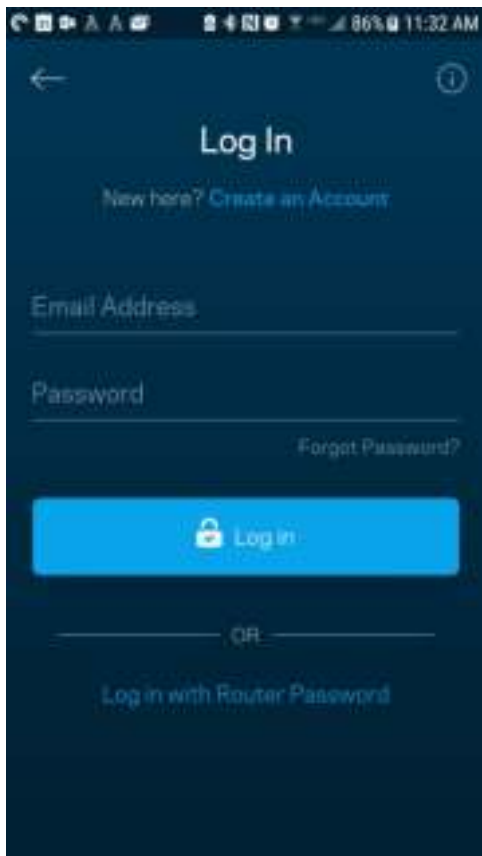 86% 11:32 AM
Log In
New here? Create an Account
Email Address
Password
Forgot Password?
Log in
OR
Log in with Router Password